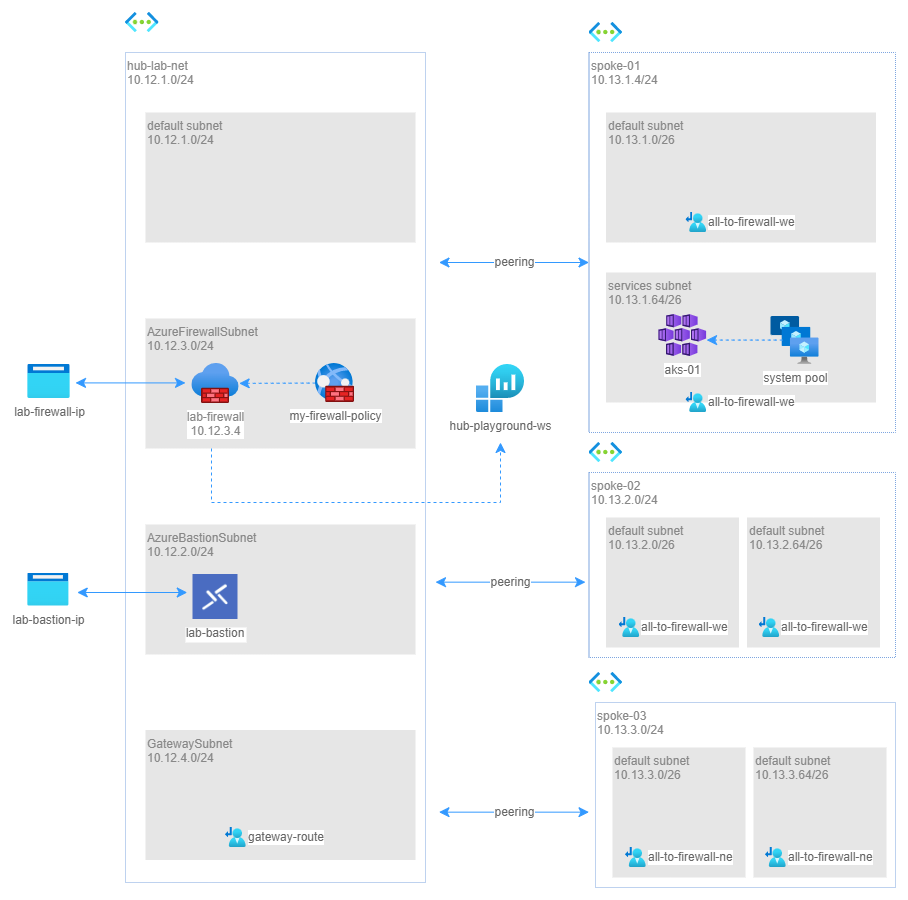 hub-lab-net
10.12.1.0/24
default subnet
10.12.1.0/24
AzureFirewallSubnet
10.12.3.0/24
lab-firewall-ip
lab-firewall
10.12.3.4
my-firewall-policy
AzureBastionSubnet
10.12.2.0/24
lab-bastion-ip
lab-bastion
GatewaySubnet
10.12.4.0/24
gateway-route
peering
hub-playground-ws
peering
peering
spoke-01
10.13.1.4/24
default subnet
10.13.1.0/26
all-to-firewall-we
services subnet
10.13.1.64/26
aks-01
system pool
all-to-firewall-we
spoke-02
10.13.2.0/24
default subnet
10.13.2.0/26
all-to-firewall-we
default subnet
10.13.2.64/26
all-to-firewall-we
spoke-03
10.13.3.0/24
default subnet
10.13.3.0/26
all-to-firewall-ne
default subnet
10.13.3.64/26
all-to-firewall-ne